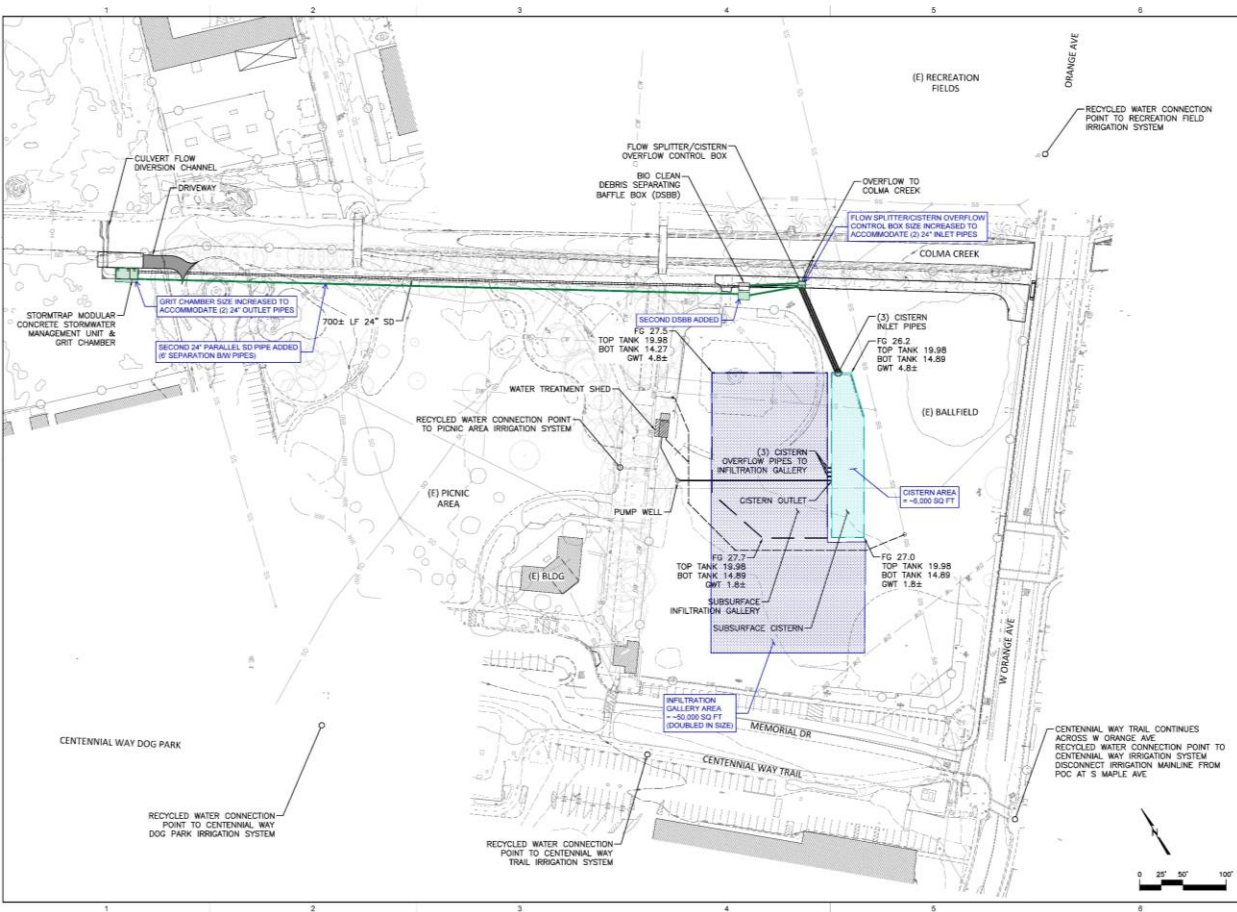 1
2
3
4
5
6
(E) RECREATION
FIELDS
ORANGE AVE
RECYCLED WATER CONNECTION
POINT TO RECREATION FIELD
IRRIGATION SYSTEM
CULVERT FLOW
DIVERSION CHANNEL
DRIVEWAY
FLOW SPLITTER/CISTERN
OVERFLOW CONTROL BOX
BIO CLEAN
DEBRIS SEPARATING
BAFFLE BOX (DSBB)
OVERFLOW TO
COLMA CREEK
FLOW SPLITTER/CISTERN OVERFLOW
CONTROL BOX SIZE INCREASED TO
ACCOMMODATE (2) 24" INLET PIPES
COLMA CREEK
GRIT CHAMBER SIZE INCREASED TO
ACCOMMODATE (2) 24" OUTLET PIPES
STORMTRAP MODULAR
CONCRETE STORMWATER
MANAGEMENT UNIT &
GRIT CHAMBER
700± LF 24" SD
SECOND 24" PARALLEL SD PIPE ADDED
(6' SEPARATION B/W PIPES)
SECOND DSBB ADDED
FG 27.5
TOP TANK 19.98
BOT TANK 14.27
GWT 4.8±
(3) CISTERN
INLET PIPES
FG 26.2
TOP TANK 19.98
BOT TANK 14.89
GWT 4.8±
WATER TREATMENT SHED
RECYCLED WATER CONNECTION POINT
TO PICNIC AREA IRRIGATION SYSTEM
(E) BALLFIELD
(3) CISTERN
OVERFLOW PIPES TO
INFILTRATION GALLERY
(E) PICNIC
AREA
CISTERN OUTLET
CISTERN AREA
= ~6,000 SQ FT
PUMP WELL
FG 27.7
TOP TANK 19.98
BOT TANK 14.89
GWT 1.8±
FG 27.0
TOP TANK 19.98
BOT TANK 14.89
GWT 1.8±
(E) BLDG
SUBSURFACE
INFILTRATION GALLERY
SUBSURFACE CISTERN
W ORANGE AVE
INFILTRATION
GALLERY AREA
= ~50,000 SQ FT
(DOUBLED IN SIZE)
MEMORIAL DR
CENTENNIAL WAY DOG PARK
CENTENNIAL WAY TRAIL
CENTENNIAL WAY TRAIL CONTINUES
ACROSS W ORANGE AVE
RECYCLED WATER CONNECTION POINT TO
CENTENNIAL WAY IRRIGATION SYSTEM
DISCONNECT IRRIGATION MAINLINE FROM
POC AT S MAPLE AVE
RECYCLED WATER CONNECTION
POINT TO CENTENNIAL WAY
DOG PARK IRRIGATION SYSTEM
RECYCLED WATER CONNECTION
POINT TO CENTENNIAL WAY
TRAIL IRRIGATION SYSTEM
N
0 25' 50' 100'
1
2
3
4
5
6